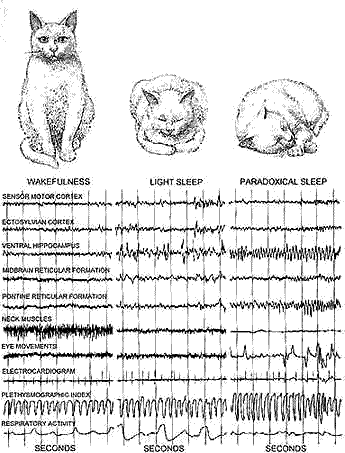 WAKEFULNESS LIGHT SLEEP PARADOXICAL SLEEP
SENSOR MOTOR CORTEX
ECTOSYLVIAN CORTEX
VENTRAL HIPPOCAMPUS
MIDBRAIN RETICULAR FORMATION
PONTINE RETICULAR FORMATION
NECK MUSCLES
EYE MOVEMENTS
ELECTROCARDIOGRAM
PLETHYSMOGRAPHIC INDEX
RESPIRATORY ACTIVITY
SECONDS SECONDS SECONDS